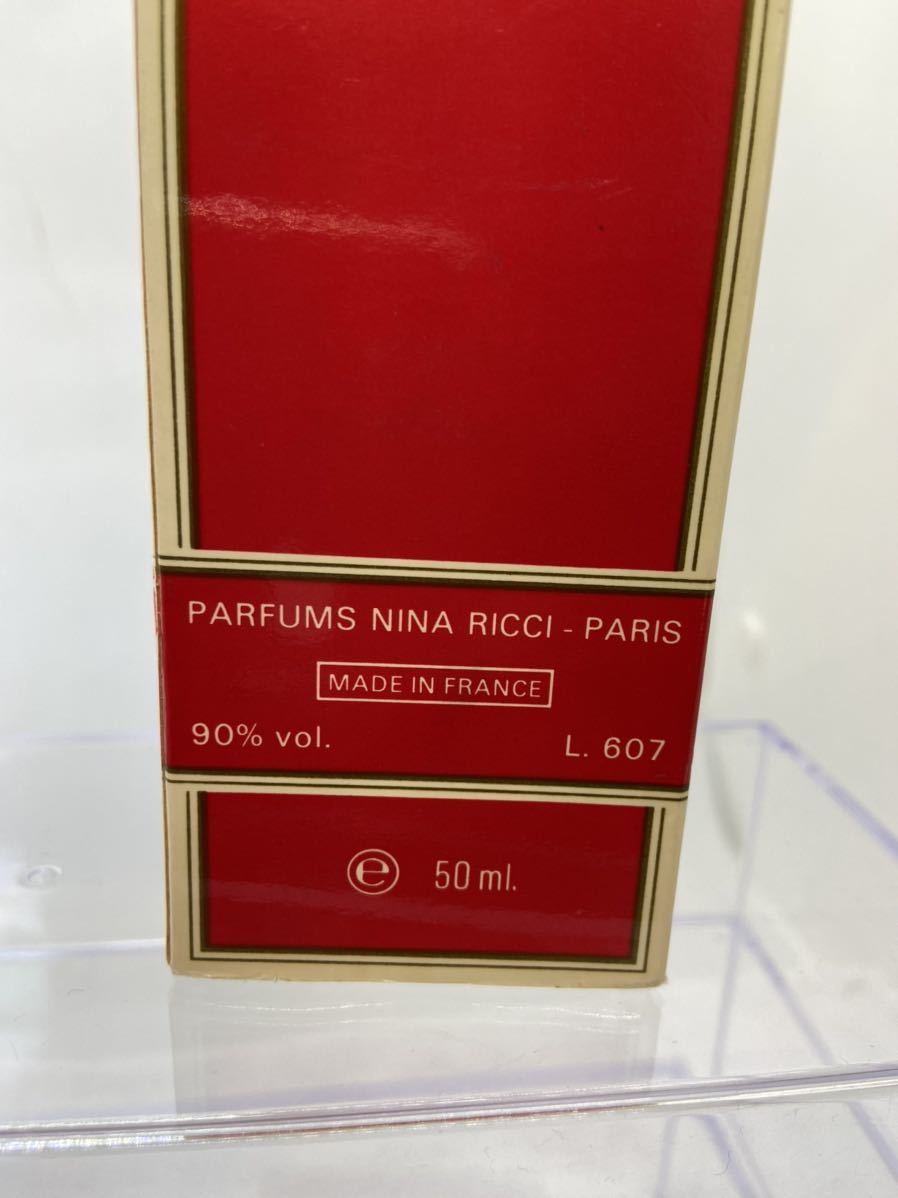 PARFUMS NINA RICCI - PARIS
MADE IN FRANCE
90% vol. L. 607
℮ 50 ml.